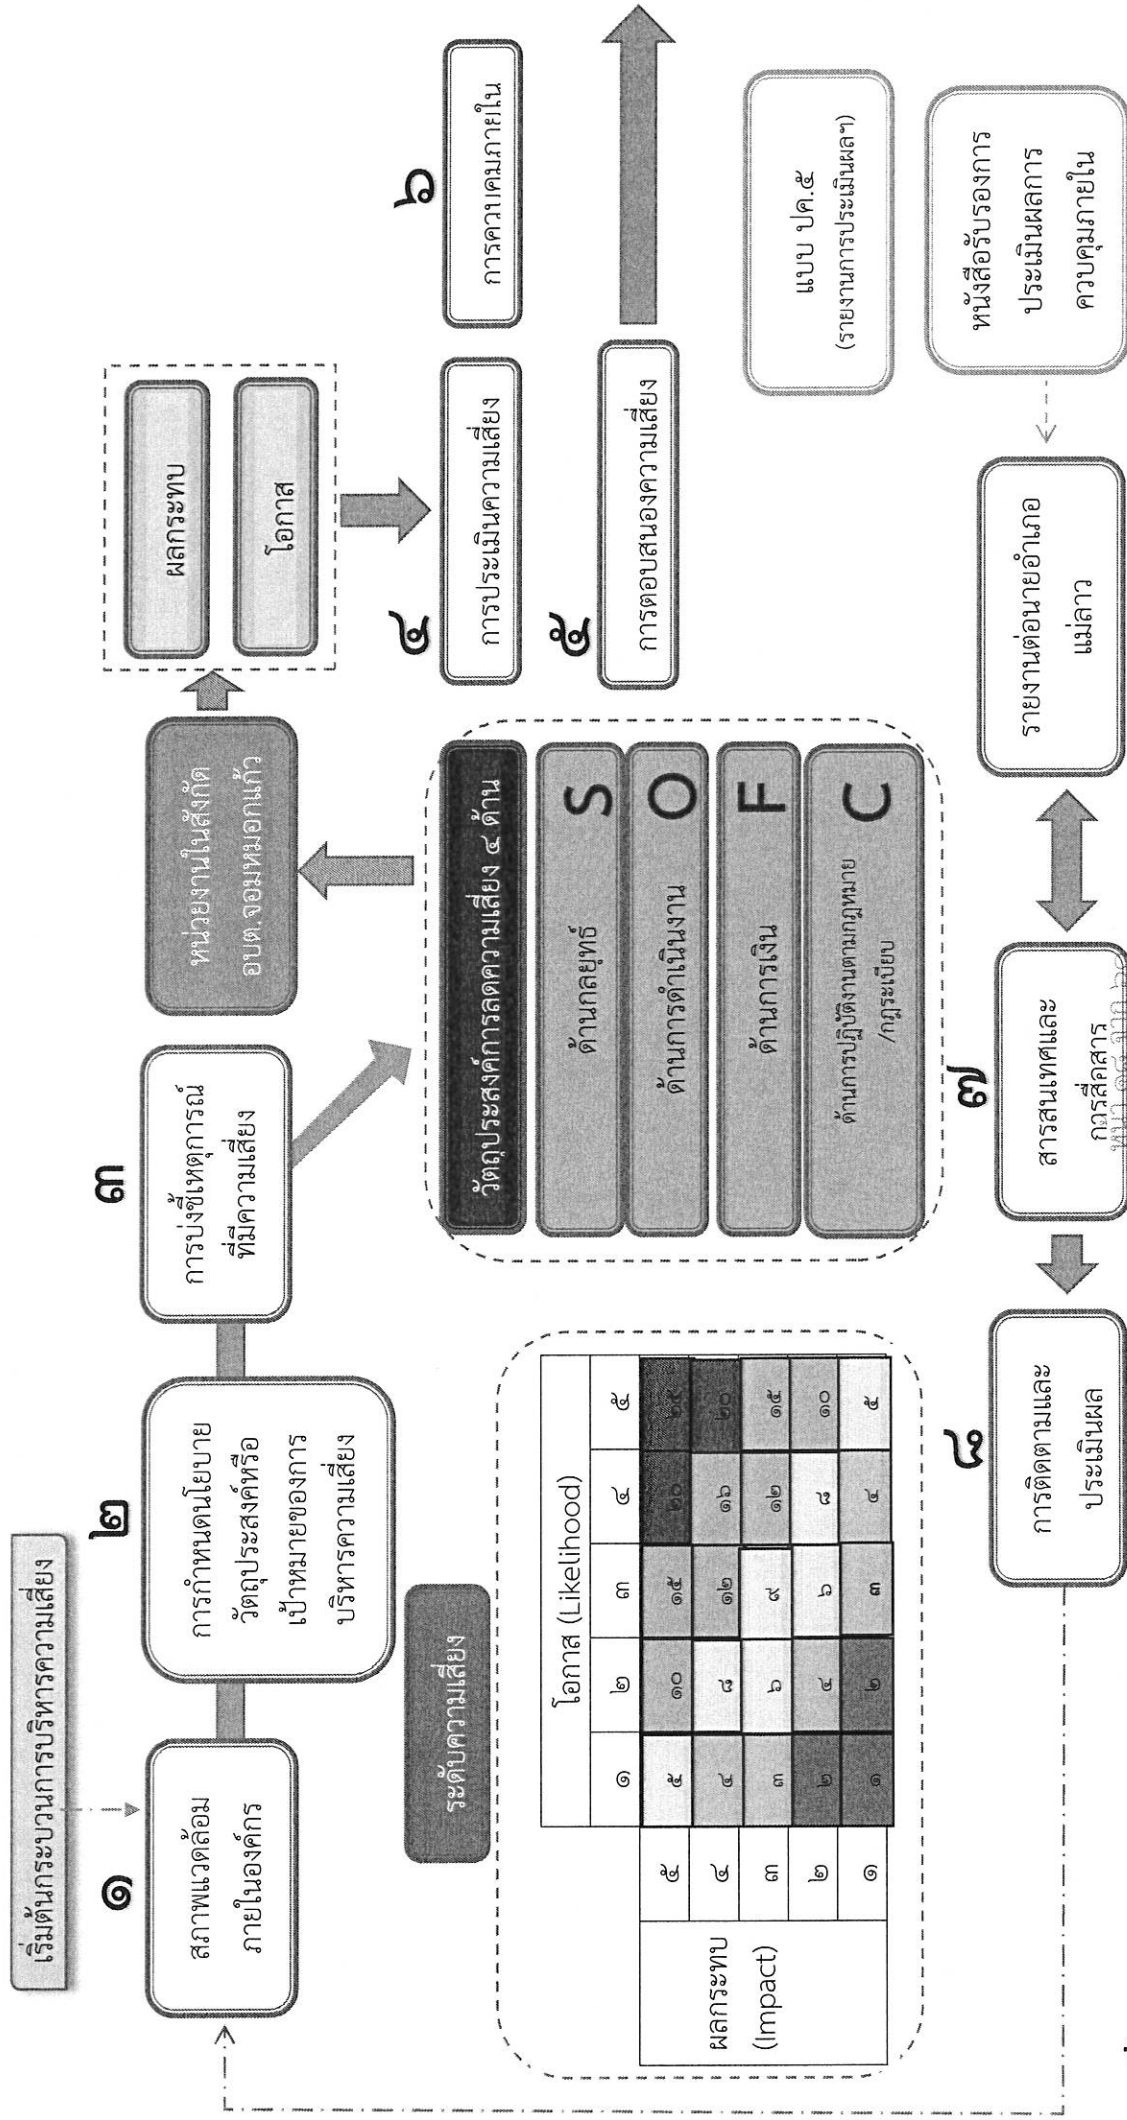 เริ่มต้นกระบวนการบริหารความเสี่ยง
๑
สภาพแวดล้อม
ภายในองค์กร
๒
การกำหนดนโยบาย
วัตถุประสงค์หรือ
เป้าหมายของการ
บริหารความเสี่ยง
๓
การบ่งชี้เหตุการณ์
ที่มีความเสี่ยง
หน่วยงานในสังกัด
อบต.จอมหมอกแก้ว
ผลกระทบ
โอกาส
๔
การประเมินความเสี่ยง
๖
การควบคุมภายใน
๕
การตอบสนองความเสี่ยง
วัตถุประสงค์การลดความเสี่ยง ๔ ด้าน
ด้านกลยุทธ์ S
ด้านการดำเนินงาน O
ด้านการเงิน F
ด้านการปฏิบัติงานตามกฎหมาย
/กฎระเบียบ C
ระดับความเสี่ยง
โอกาส (Likelihood)
๑ ๒ ๓ ๔ ๕
ผลกระทบ
(Impact)
๕ ๕ ๑๐ ๑๕ ๒๐ ๒๕
๔ ๔ ๘ ๑๒ ๑๖ ๒๐
๓ ๓ ๖ ๙ ๑๒ ๑๕
๒ ๒ ๔ ๖ ๘ ๑๐
๑ ๑ ๒ ๓ ๔ ๕
แบบ ปค.๕
(รายงานการประเมินผลฯ)
หนังสือรับรองการ
ประเมินผลการ
ควบคุมภายใน
รายงานต่อนายอำเภอ
แม่ลาว
๗
สารสนเทศและ
การสื่อสาร
๘
การติดตามและ
ประเมินผล